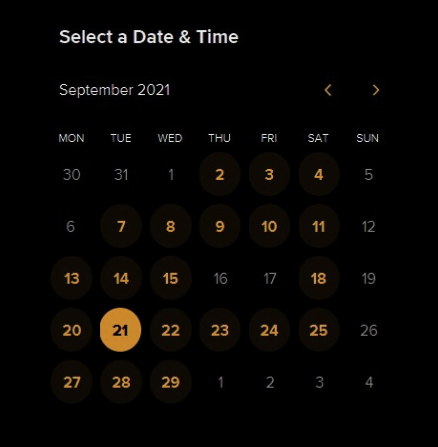 Select a Date & Time
September 2021
MON TUE WED THU FRI SAT SUN
30 31 1 2 3 4 5
6 7 8 9 10 11 12
13 14 15 16 17 18 19
20 21 22 23 24 25 26
27 28 29 1 2 3 4